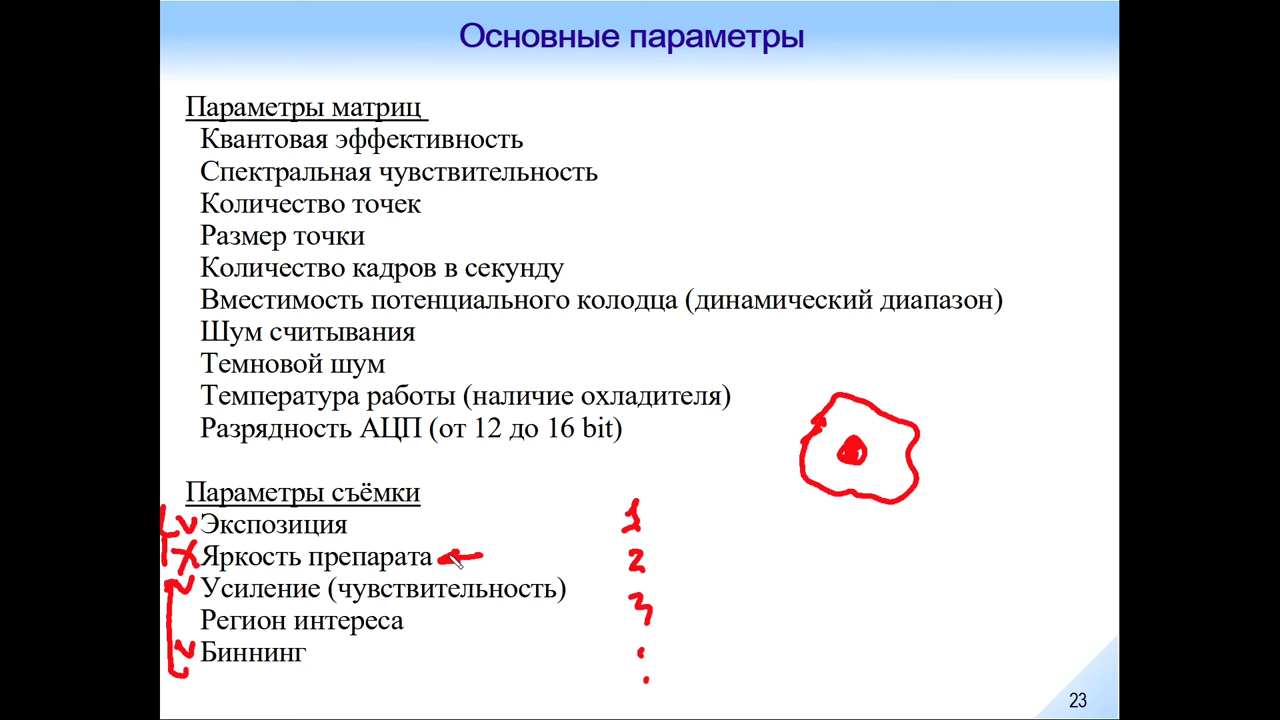 Основные параметры
Параметры матриц
Квантовая эффективность
Спектральная чувствительность
Количество точек
Размер точки
Количество кадров в секунду
Вместимость потенциального колодца (динамический диапазон)
Шум считывания
Темновой шум
Температура работы (наличие охладителя)
Разрядность АЦП (от 12 до 16 bit)
Параметры съёмки
Экспозиция 1
Яркость препарата 2
Усиление (чувствительность) 3
Регион интереса
Биннинг
23